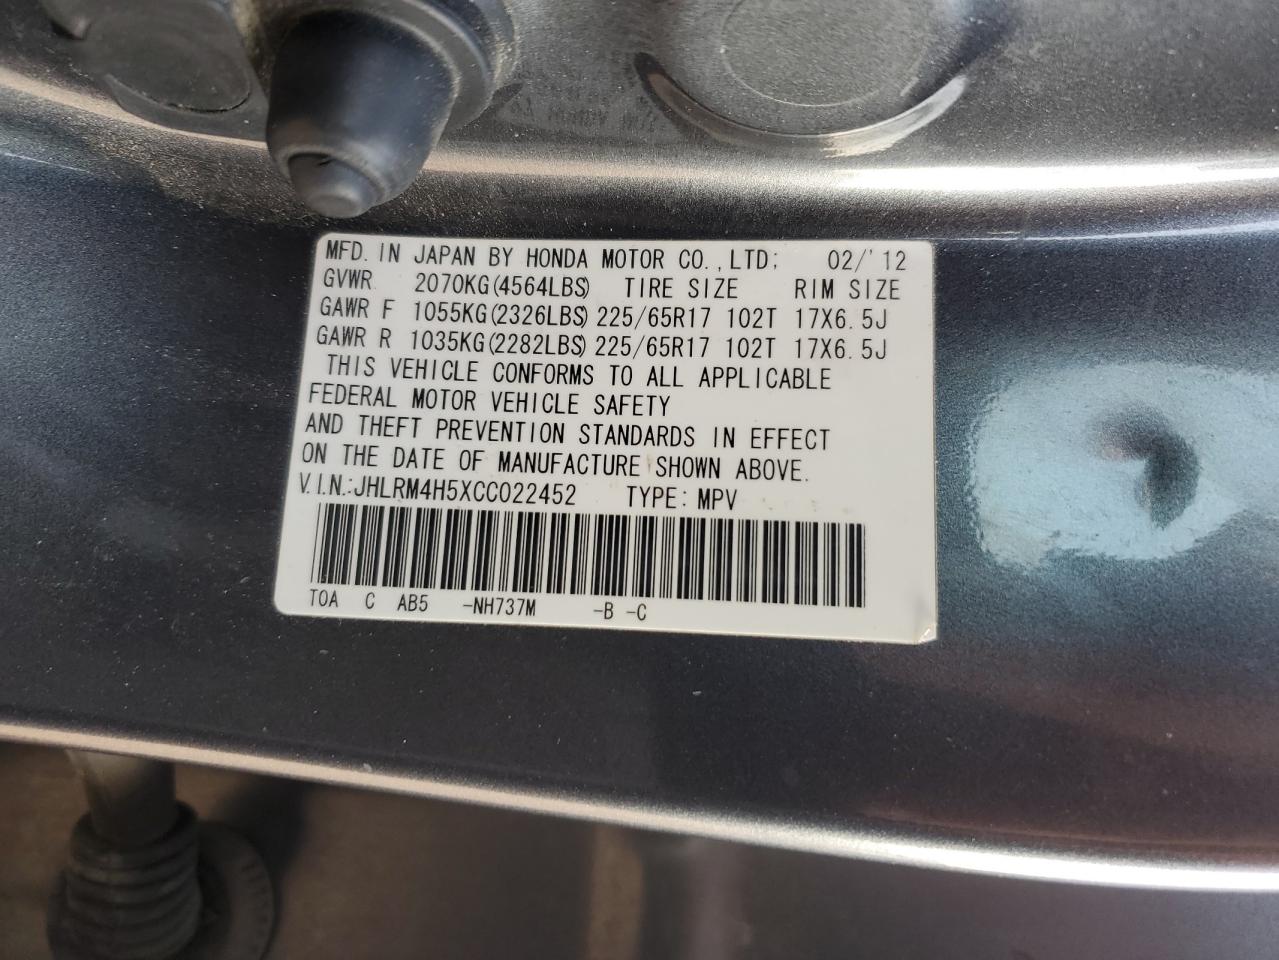 MFD. IN JAPAN BY HONDA MOTOR CO.,LTD; 02/'12
GVWR 2070KG(4564LBS) TIRE SIZE RIM SIZE
GAWR F 1055KG(2326LBS) 225/65R17 102T 17X6.5J
GAWR R 1035KG(2282LBS) 225/65R17 102T 17X6.5J
THIS VEHICLE CONFORMS TO ALL APPLICABLE
FEDERAL MOTOR VEHICLE SAFETY
AND THEFT PREVENTION STANDARDS IN EFFECT
ON THE DATE OF MANUFACTURE SHOWN ABOVE.
V.I.N.:JHLRM4H5XCC022452 TYPE:MPV
TOA C AB5 -NH737M -B -C